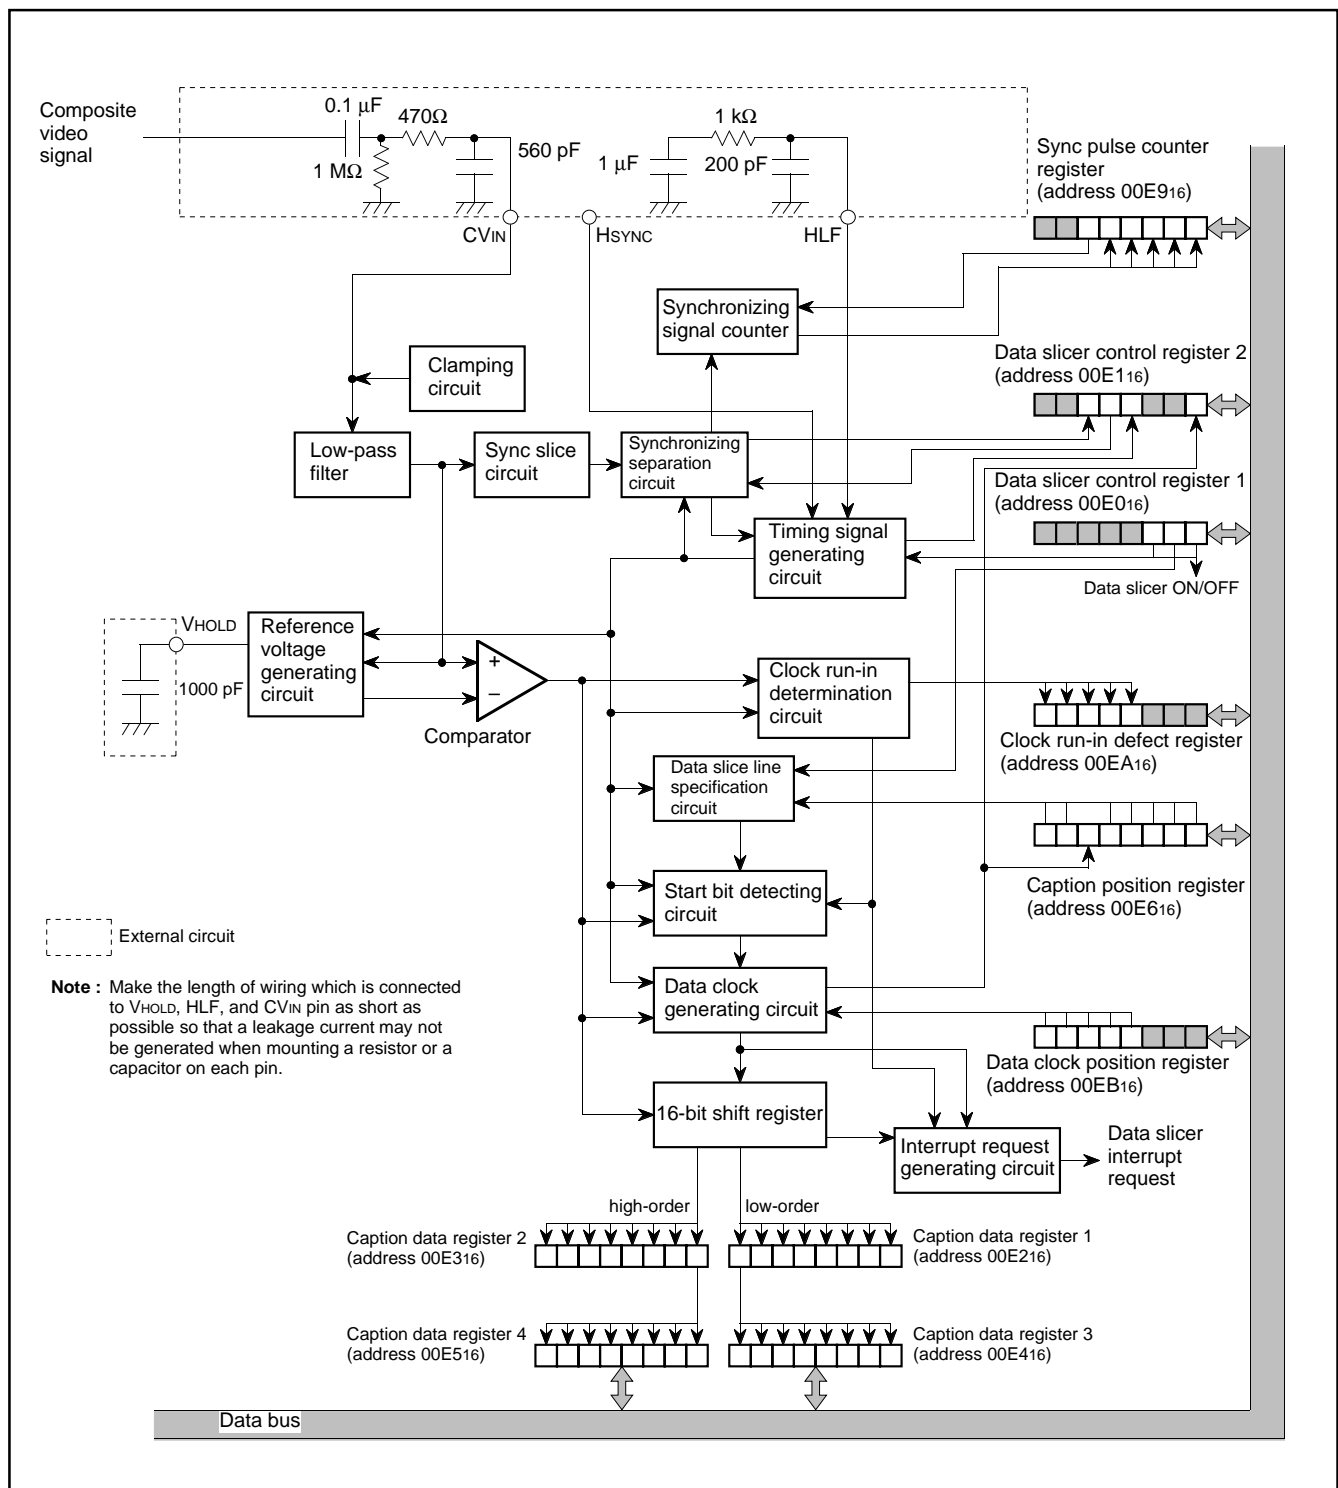 Composite
video
signal
0.1 μF
470Ω
1 MΩ
560 pF
1 kΩ
1 μF
200 pF
CVIN
HSYNC
HLF
Sync pulse counter
register
(address 00E916)
Synchronizing
signal counter
Data slicer control register 2
(address 00E116)
Clamping
circuit
Low-pass
filter
Sync slice
circuit
Synchronizing
separation
circuit
Data slicer control register 1
(address 00E016)
Timing signal
generating
circuit
Data slicer ON/OFF
VHOLD
1000 pF
Reference
voltage
generating
circuit
+
−
Comparator
Clock run-in
determination
circuit
Clock run-in defect register
(address 00EA16)
Data slice line
specification
circuit
Start bit detecting
circuit
Caption position register
(address 00E616)
External circuit
Note : Make the length of wiring which is connected
to VHOLD, HLF, and CVIN pin as short as
possible so that a leakage current may not
be generated when mounting a resistor or a
capacitor on each pin.
Data clock
generating circuit
Data clock position register
(address 00EB16)
16-bit shift register
Interrupt request
generating circuit
Data slicer
interrupt
request
high-order
low-order
Caption data register 2
(address 00E316)
Caption data register 1
(address 00E216)
Caption data register 4
(address 00E516)
Caption data register 3
(address 00E416)
Data bus